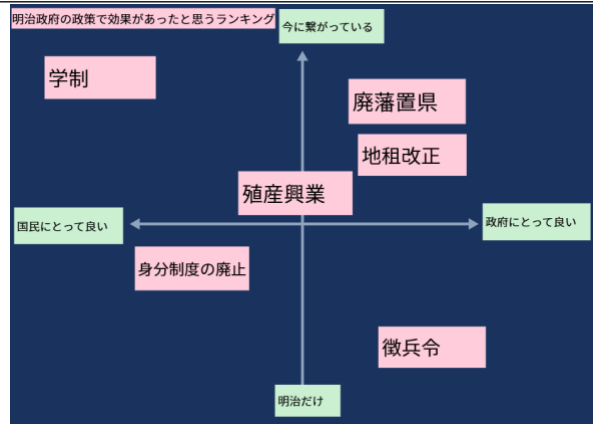 明治政府の政策で効果があったと思うランキング
今に繋がっている
学制
廃藩置県
地租改正
殖産興業
国民にとって良い
政府にとって良い
身分制度の廃止
徴兵令
明治だけ